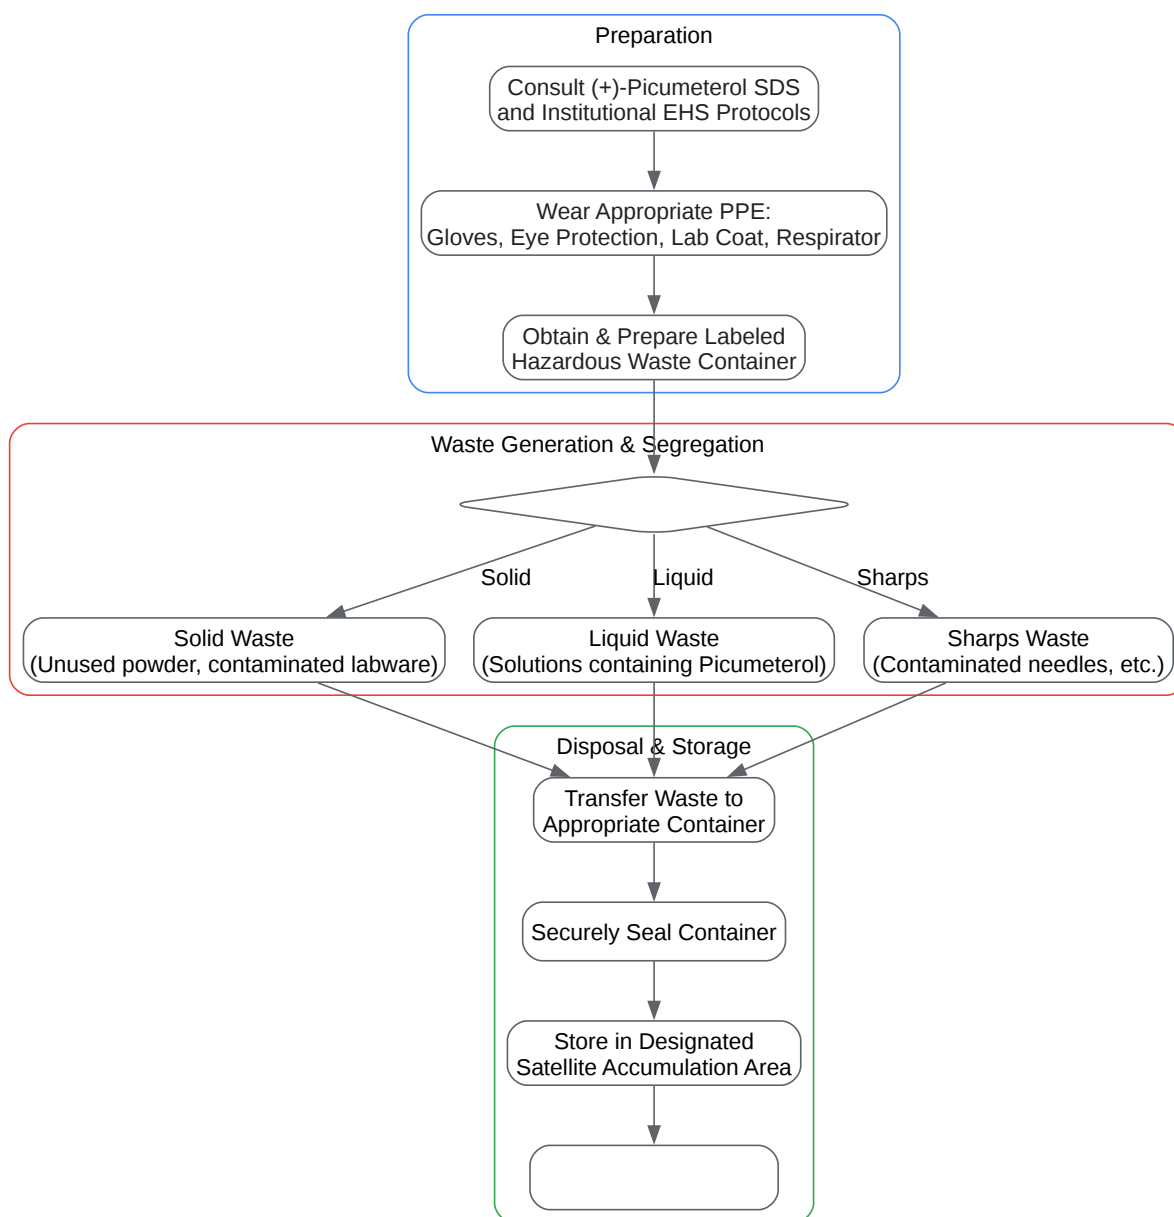 Preparation
Consult (+)-Picumeterol SDS
and Institutional EHS Protocols
Wear Appropriate PPE:
Gloves, Eye Protection, Lab Coat, Respirator
Obtain & Prepare Labeled
Hazardous Waste Container
Waste Generation & Segregation
Solid
Liquid
Sharps
Solid Waste
(Unused powder, contaminated labware)
Liquid Waste
(Solutions containing Picumeterol)
Sharps Waste
(Contaminated needles, etc.)
Disposal & Storage
Transfer Waste to
Appropriate Container
Securely Seal Container
Store in Designated
Satellite Accumulation Area